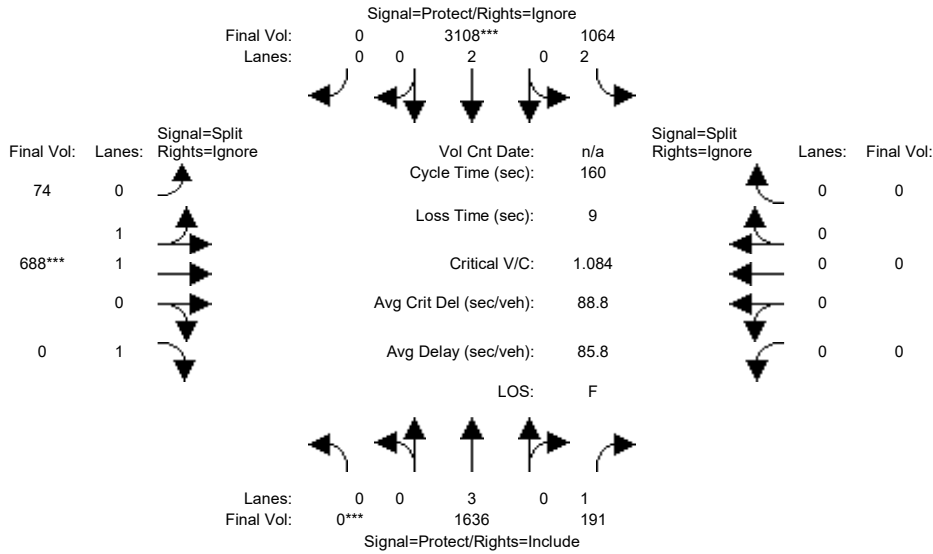 Signal=Protect/Rights=Ignore
Final Vol: 0 3108*** 1064
Lanes: 0 0 2 0 2
Signal=Split
Final Vol: Lanes: Rights=Ignore
Vol Cnt Date: n/a
Signal=Split
Rights=Ignore Lanes: Final Vol:
Cycle Time (sec): 160
74 0
0 0
Loss Time (sec): 9
1
0
688*** 1
Critical V/C: 1.084
0 0
0
Avg Crit Del (sec/veh): 88.8
0
0 1
Avg Delay (sec/veh): 85.8
0 0
LOS: F
Lanes: 0 0 3 0 1
Final Vol: 0*** 1636 191
Signal=Protect/Rights=Include